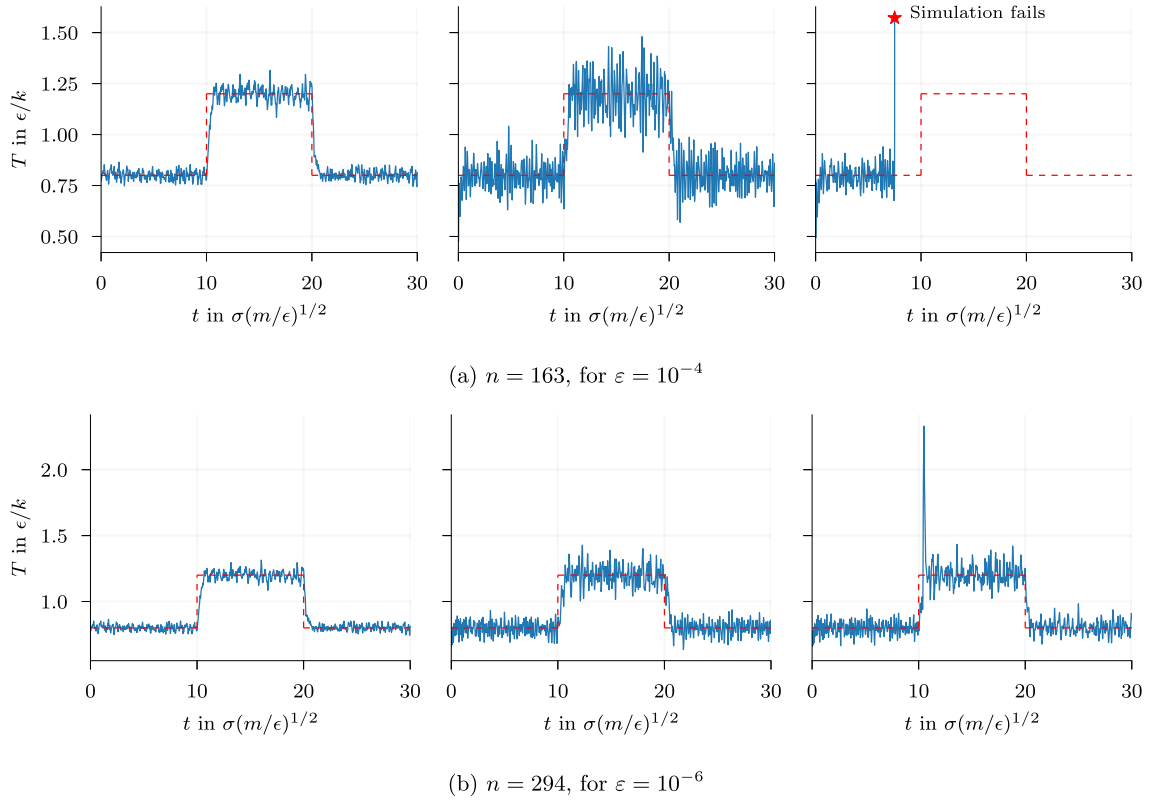 Simulation fails
1.50
1.25
1.00
0.75
0.50
T in ϵ/k
0 10 20 30 0 10 20 30 0 10 20 30
t in σ(m/ϵ)^{1/2} t in σ(m/ϵ)^{1/2} t in σ(m/ϵ)^{1/2}
(a) n = 163, for ε = 10^{−4}
2.0
1.5
1.0
T in ϵ/k
0 10 20 30 0 10 20 30 0 10 20 30
t in σ(m/ϵ)^{1/2} t in σ(m/ϵ)^{1/2} t in σ(m/ϵ)^{1/2}
(b) n = 294, for ε = 10^{−6}